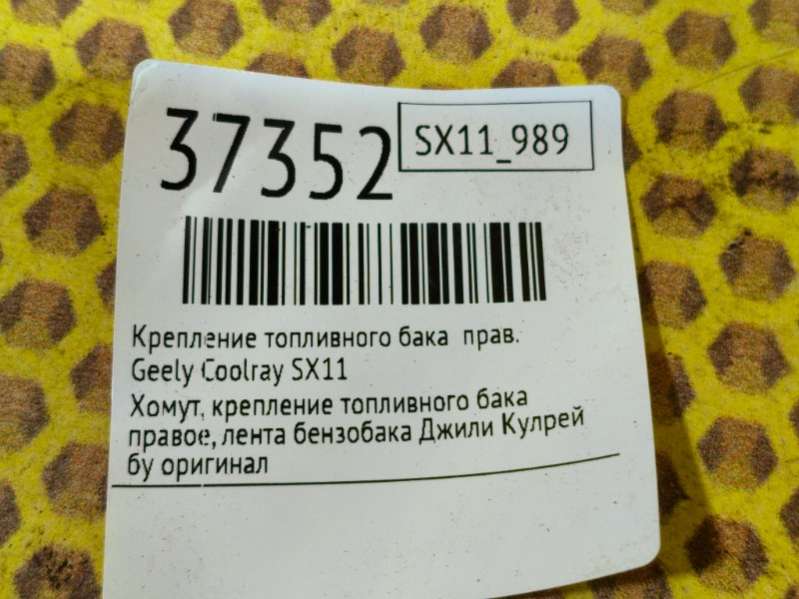 37352
SX11_989
Крепление топливного бака прав.
Geely Coolray SX11
Хомут, крепление топливного бака
правое, лента бензобака Джили Кулрей
бу оригинал